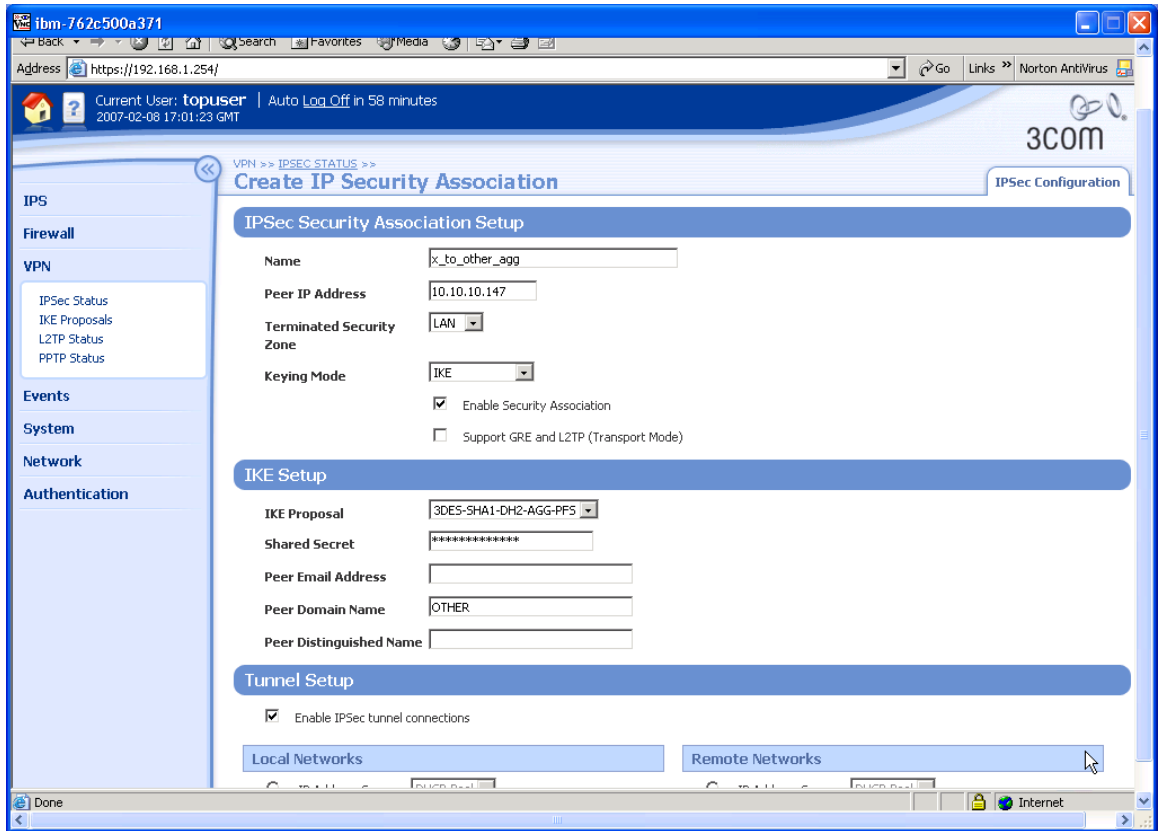 ibm-762c500a371
Back Search Favorites Media
Address https://192.168.1.254/ Go Links » Norton AntiVirus
Current User: topuser | Auto Log Off in 58 minutes
2007-02-08 17:01:23 GMT
3COM
VPN >> IPSEC STATUS >>
Create IP Security Association
IPSec Configuration
IPS
Firewall
VPN
IPSec Status
IKE Proposals
L2TP Status
PPTP Status
Events
System
Network
Authentication
IPSec Security Association Setup
Name x_to_other_agg
Peer IP Address 10.10.10.147
Terminated Security Zone LAN
Keying Mode IKE
Enable Security Association
Support GRE and L2TP (Transport Mode)
IKE Setup
IKE Proposal 3DES-SHA1-DH2-AGG-PFS
Shared Secret *************
Peer Email Address
Peer Domain Name OTHER
Peer Distinguished Name
Tunnel Setup
Enable IPSec tunnel connections
Local Networks Remote Networks
Done Internet